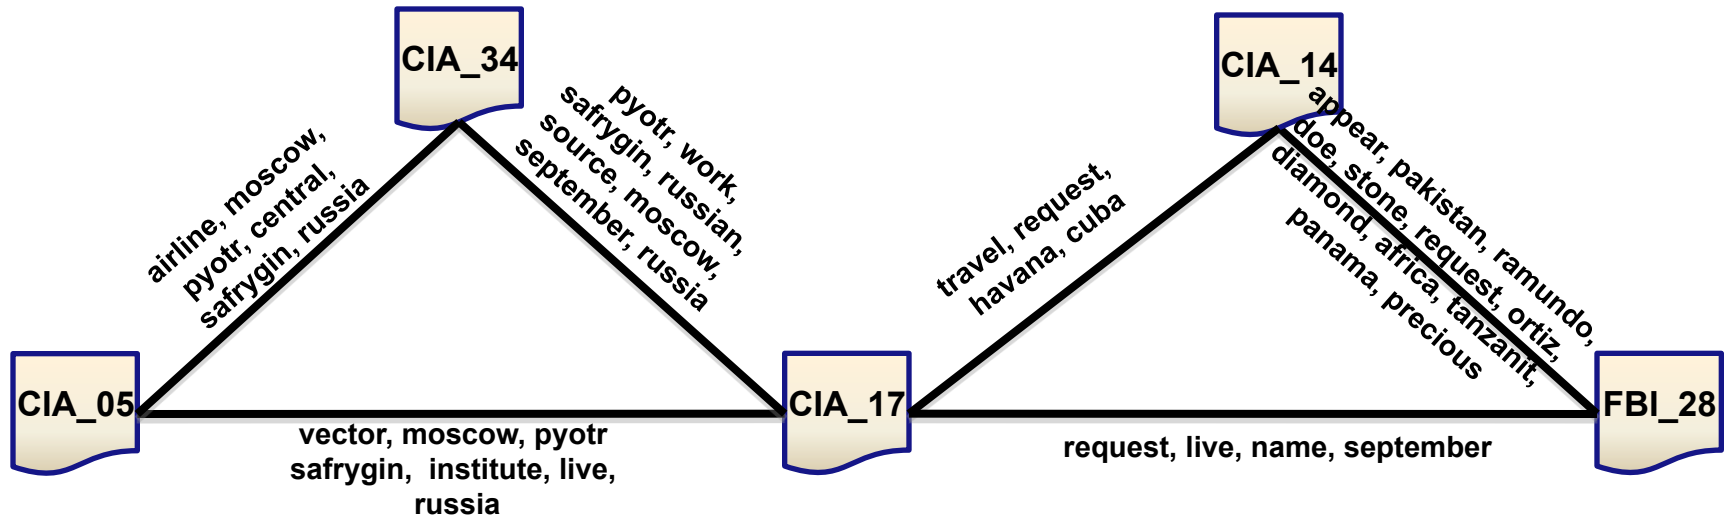 CIA_34
CIA_14
airline, moscow,
pyotr, central,
safrygin, russia
pyotr, work,
safrygin, russian,
source, moscow,
september, russia
travel, request,
havana, cuba
appear, pakistan, ramundo,
doe, stone, request, ortiz,
diamond, africa, tanzanit,
panama, precious
CIA_05
CIA_17
FBI_28
vector, moscow, pyotr
safrygin, institute, live,
russia
request, live, name, september